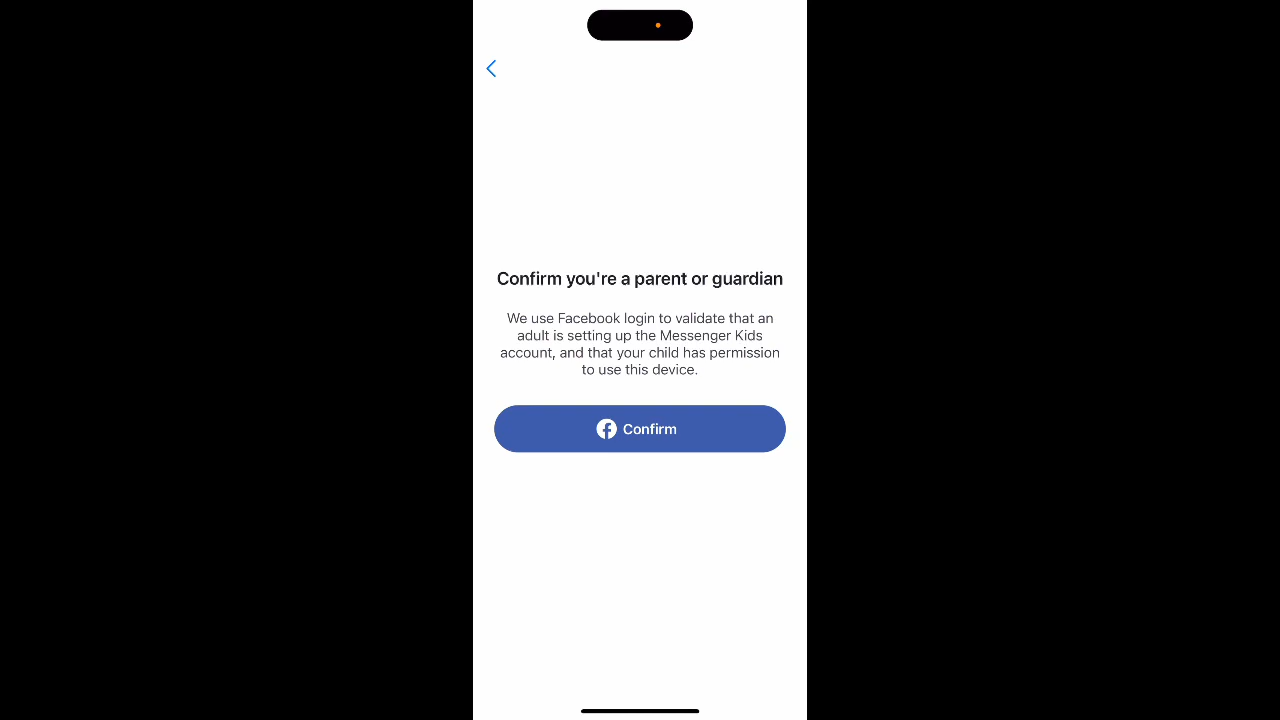 Confirm you're a parent or guardian
We use Facebook login to validate that an
adult is setting up the Messenger Kids
account, and that your child has permission
to use this device.
Confirm